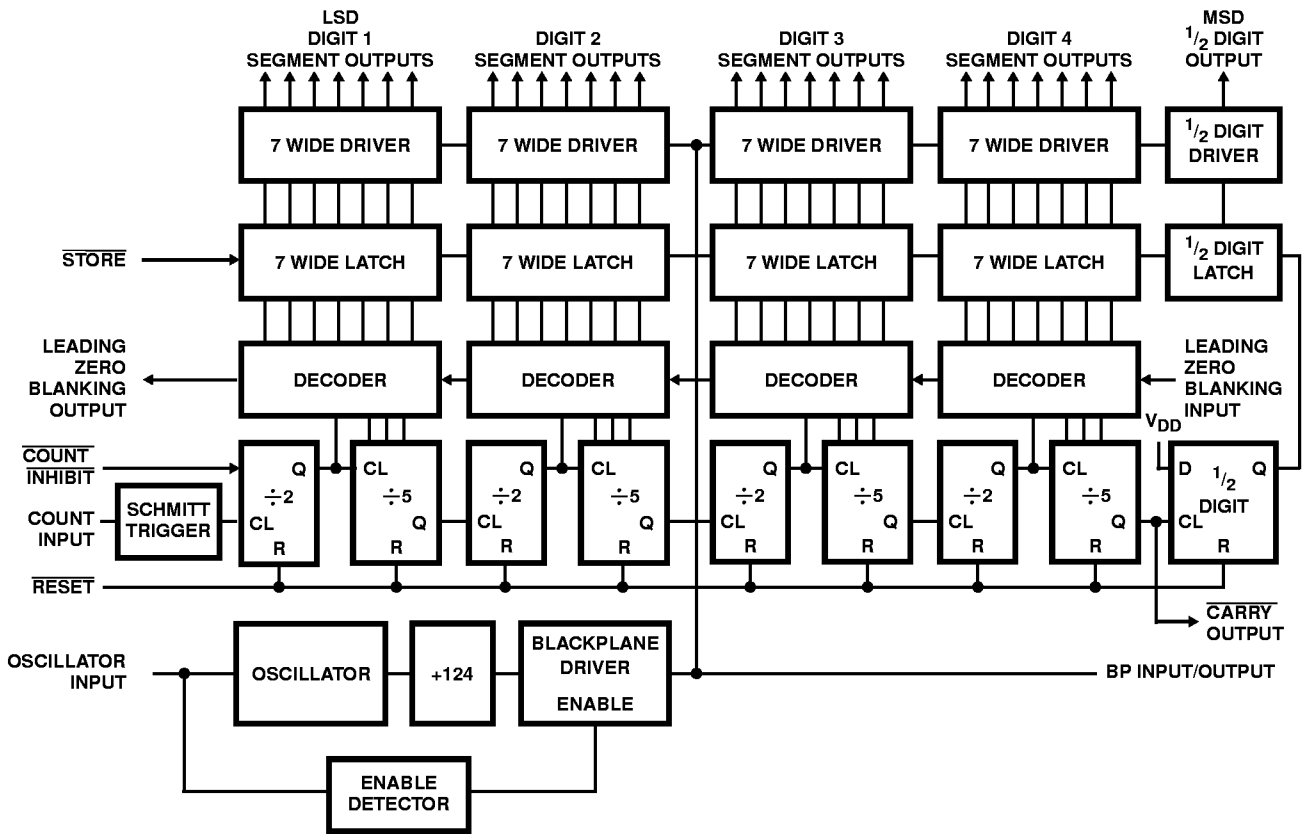 LSD
DIGIT 1
SEGMENT OUTPUTS
DIGIT 2
SEGMENT OUTPUTS
DIGIT 3
SEGMENT OUTPUTS
DIGIT 4
SEGMENT OUTPUTS
MSD
1/2 DIGIT
OUTPUT
7 WIDE DRIVER
7 WIDE DRIVER
7 WIDE DRIVER
7 WIDE DRIVER
1/2 DIGIT
DRIVER
STORE
7 WIDE LATCH
7 WIDE LATCH
7 WIDE LATCH
7 WIDE LATCH
1/2 DIGIT
LATCH
LEADING
ZERO
BLANKING
OUTPUT
DECODER
DECODER
DECODER
DECODER
LEADING
ZERO
BLANKING
INPUT
VDD
COUNT
INHIBIT
COUNT
INPUT
SCHMITT
TRIGGER
Q
÷2
CL
R
CL
÷5
Q
R
Q
÷2
CL
R
CL
÷5
Q
R
Q
÷2
CL
R
CL
÷5
Q
R
Q
÷2
CL
R
CL
÷5
Q
R
D
Q
1/2
DIGIT
CL
R
RESET
CARRY
OUTPUT
OSCILLATOR
INPUT
OSCILLATOR
+124
BLACKPLANE
DRIVER
ENABLE
BP INPUT/OUTPUT
ENABLE
DETECTOR